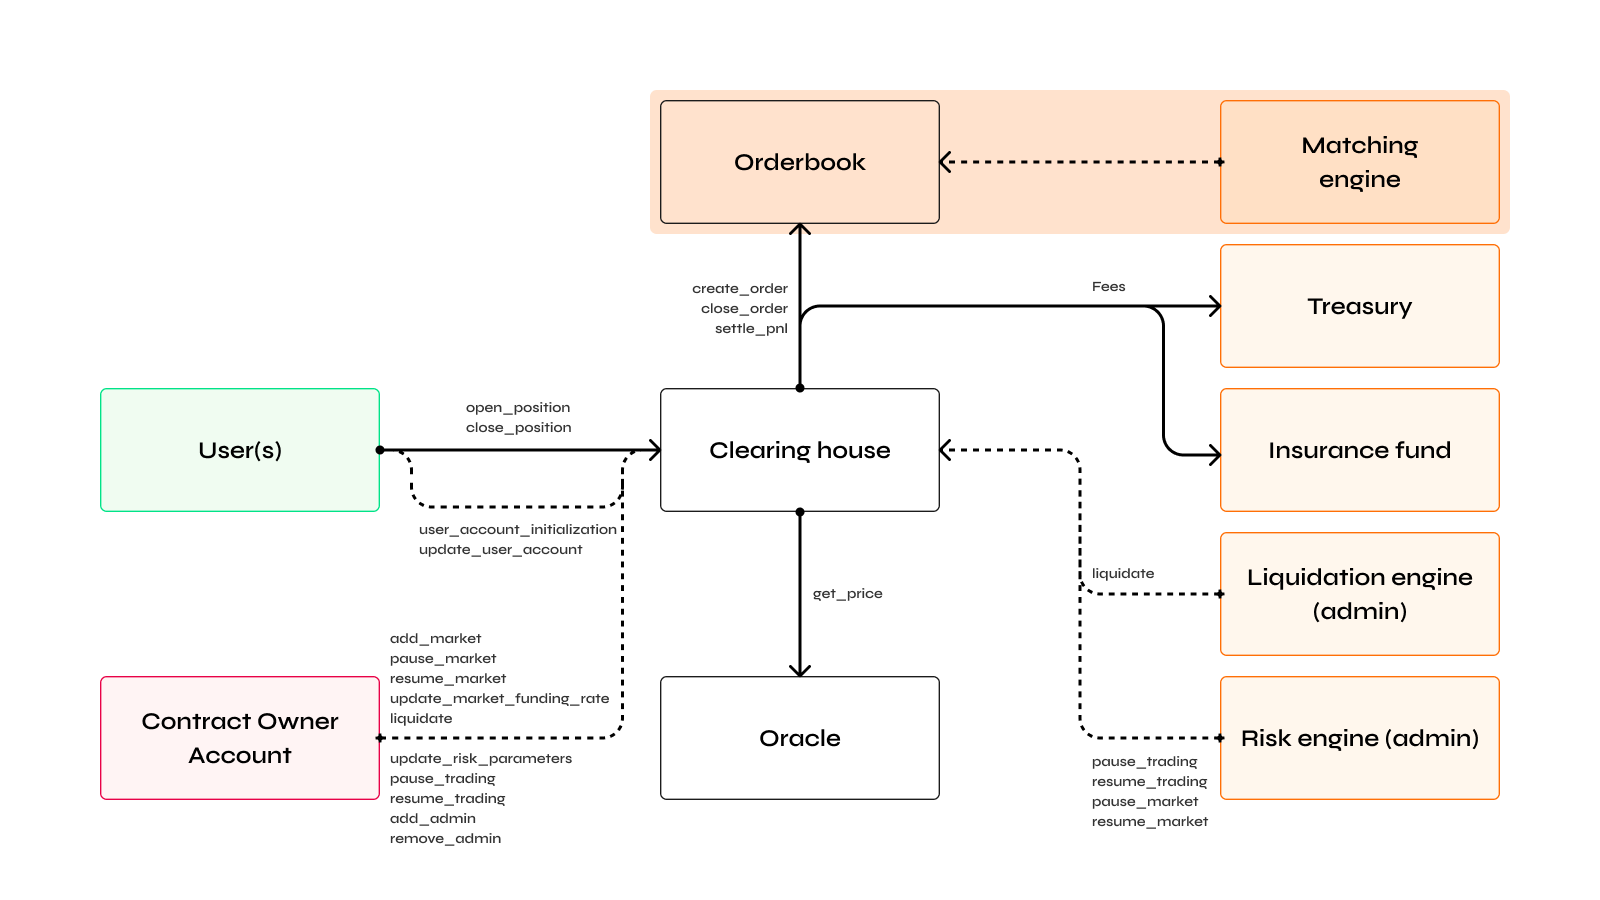 Orderbook
Matching
engine
create_order
close_order
settle_pnl
Fees
Treasury
User(s)
open_position
close_position
Clearing house
Insurance fund
user_account_initialization
update_user_account
get_price
liquidate
Liquidation engine
(admin)
Contract Owner
Account
add_market
pause_market
resume_market
update_market_funding_rate
liquidate
update_risk_parameters
pause_trading
resume_trading
add_admin
remove_admin
Oracle
Risk engine (admin)
pause_trading
resume_trading
pause_market
resume_market